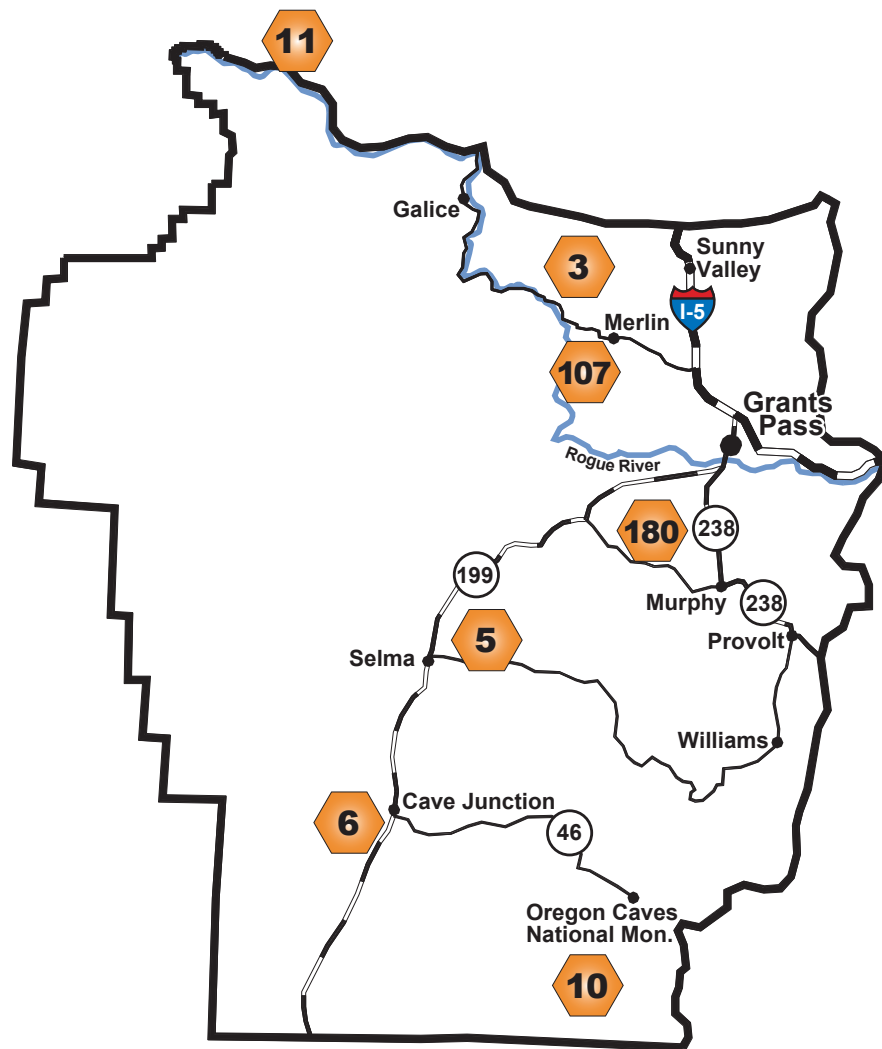 11
Galice
3
Sunny
Valley
I-5
Merlin
107
Grants
Pass
Rogue River
180
238
199
Murphy
238
5
Provolt
Selma
Williams
Cave Junction
6
46
Oregon Caves
National Mon.
10